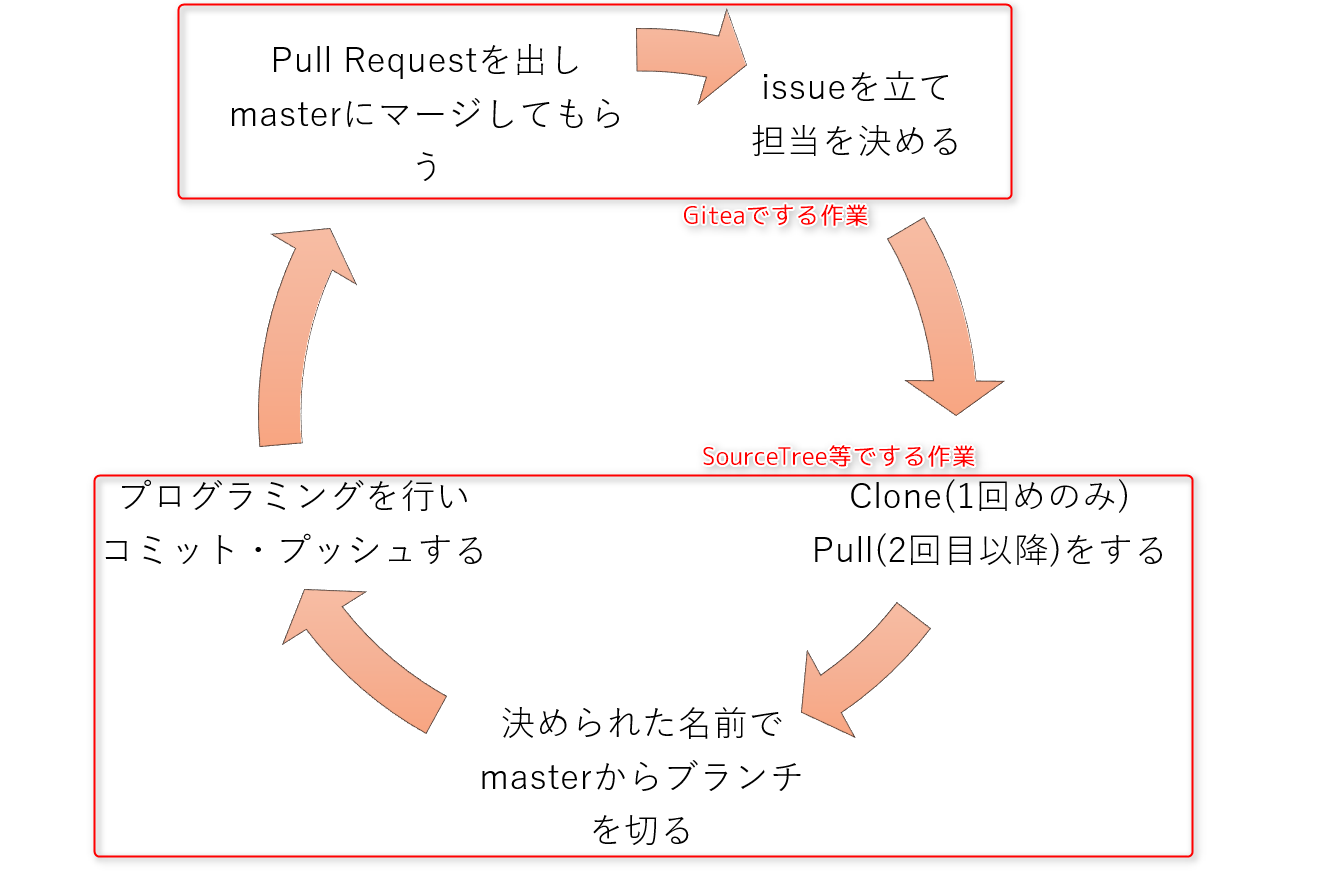 Pull Requestを出し
masterにマージしてもら
う
issueを立て
担当を決める
Giteaでする作業
SourceTree等でする作業
プログラミングを行い
コミット・プッシュする
Clone(1回めのみ)
Pull(2回目以降)をする
決められた名前で
masterからブランチ
を切る